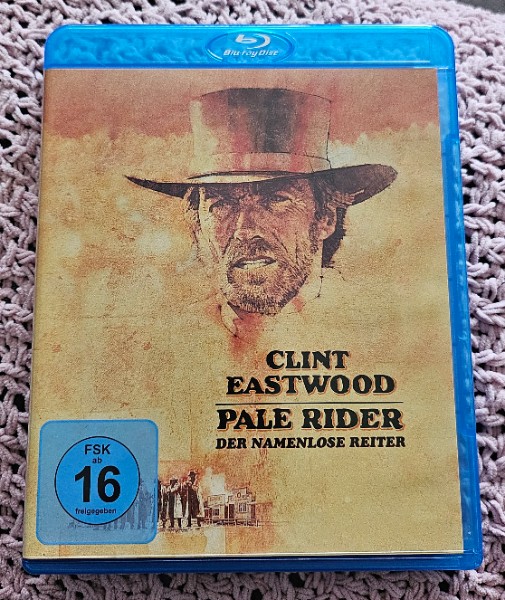 Blu-ray Disc
CLINT
EASTWOOD
PALE RIDER
DER NAMENLOSE REITER
FSK
ab
16
freigegeben